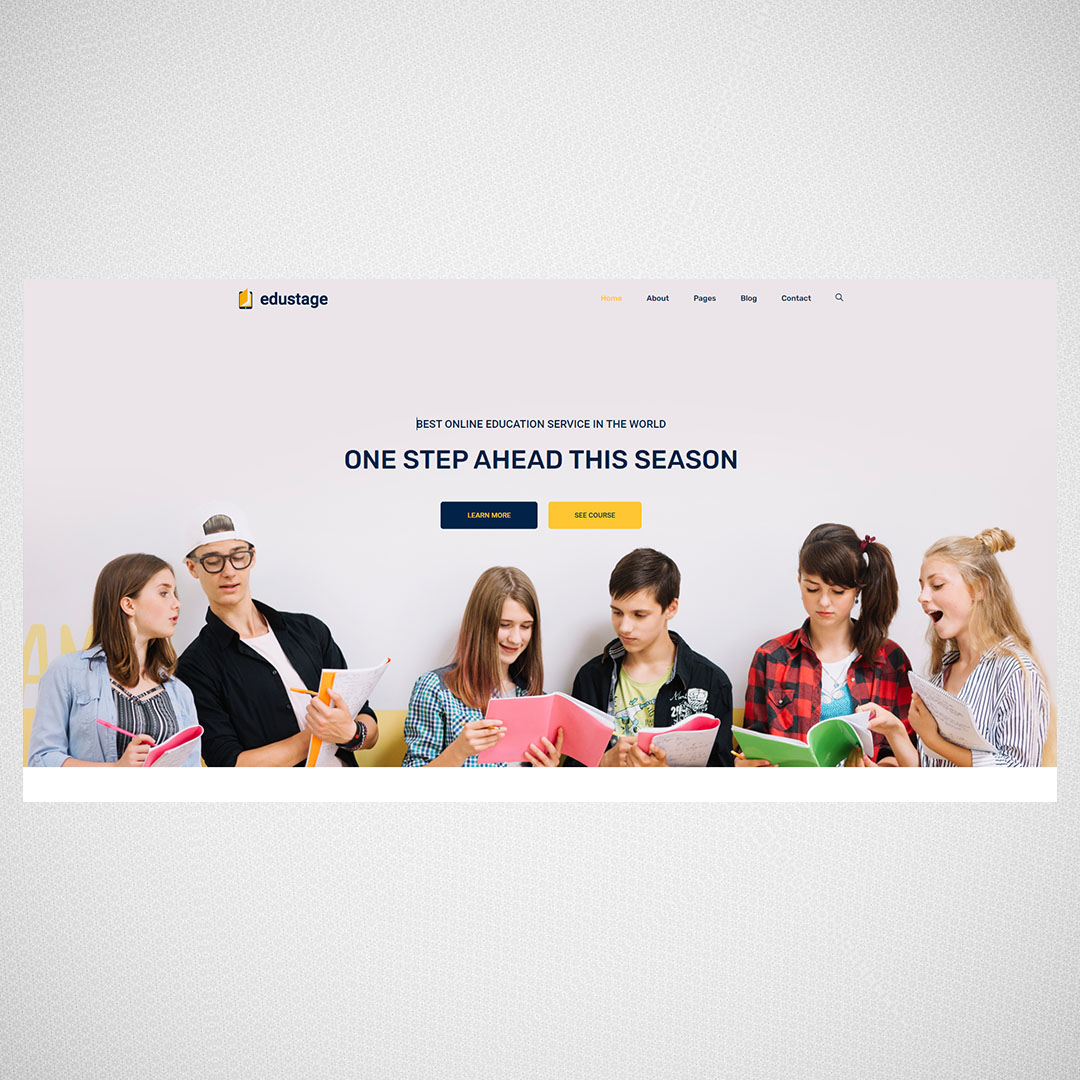 edustage
Home About Pages Blog Contact
BEST ONLINE EDUCATION SERVICE IN THE WORLD
ONE STEP AHEAD THIS SEASON
LEARN MORE SEE COURSE